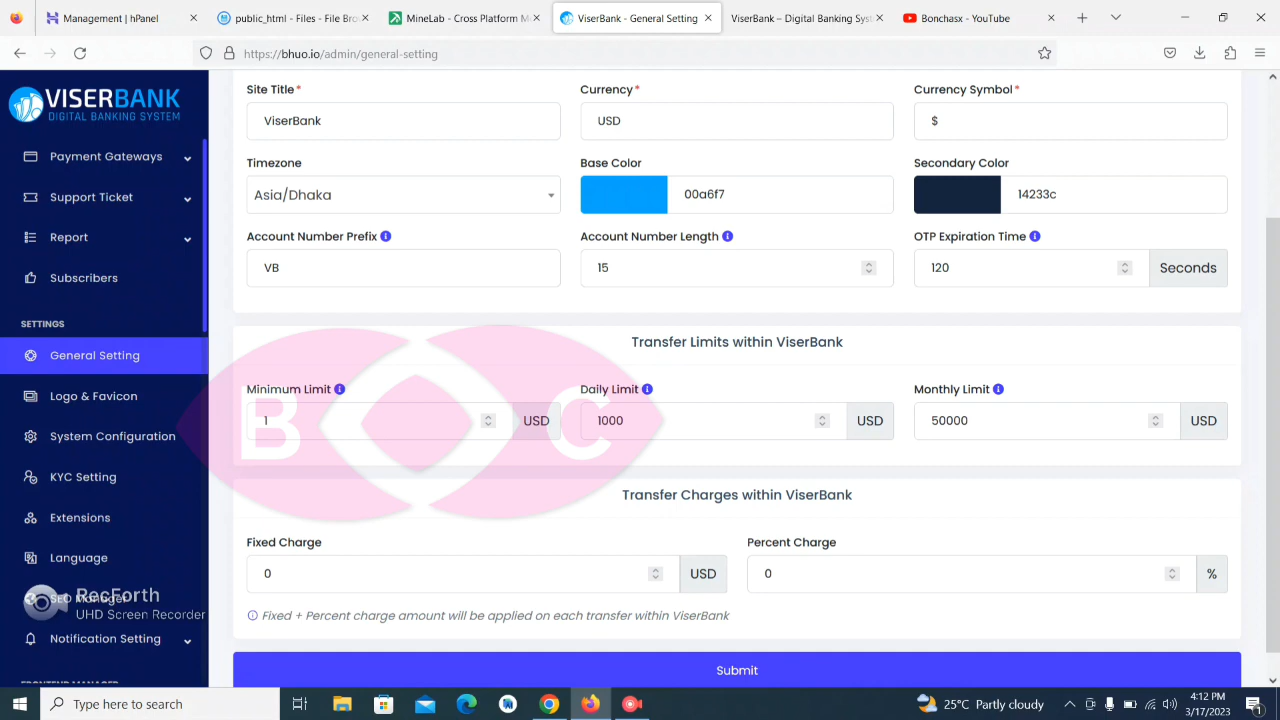 Management | hPanel
public_html - Files - File Bro
MineLab - Cross Platform M
ViserBank - General Setting
ViserBank – Digital Banking Sys
Bonchasx - YouTube
https://bhuo.io/admin/general-setting
VISERBANK
DIGITAL BANKING SYSTEM
Payment Gateways
Support Ticket
Report
Subscribers
SETTINGS
General Setting
Logo & Favicon
System Configuration
KYC Setting
Extensions
Language
SEO Manager
Notification Setting
FRONTEND MANAGER
RecForth
UHD Screen Recorder
Site Title *
Currency *
Currency Symbol *
ViserBank
USD
$
Timezone
Base Color
Secondary Color
Asia/Dhaka
00a6f7
14233c
Account Number Prefix
Account Number Length
OTP Expiration Time
VB
15
120 Seconds
Transfer Limits within ViserBank
Minimum Limit
Daily Limit
Monthly Limit
1 USD
1000 USD
50000 USD
B C
Transfer Charges within ViserBank
Fixed Charge
Percent Charge
0 USD
0 %
Fixed + Percent charge amount will be applied on each transfer within ViserBank
Submit
Type here to search
25°C Partly cloudy
4:12 PM
3/17/2023
1